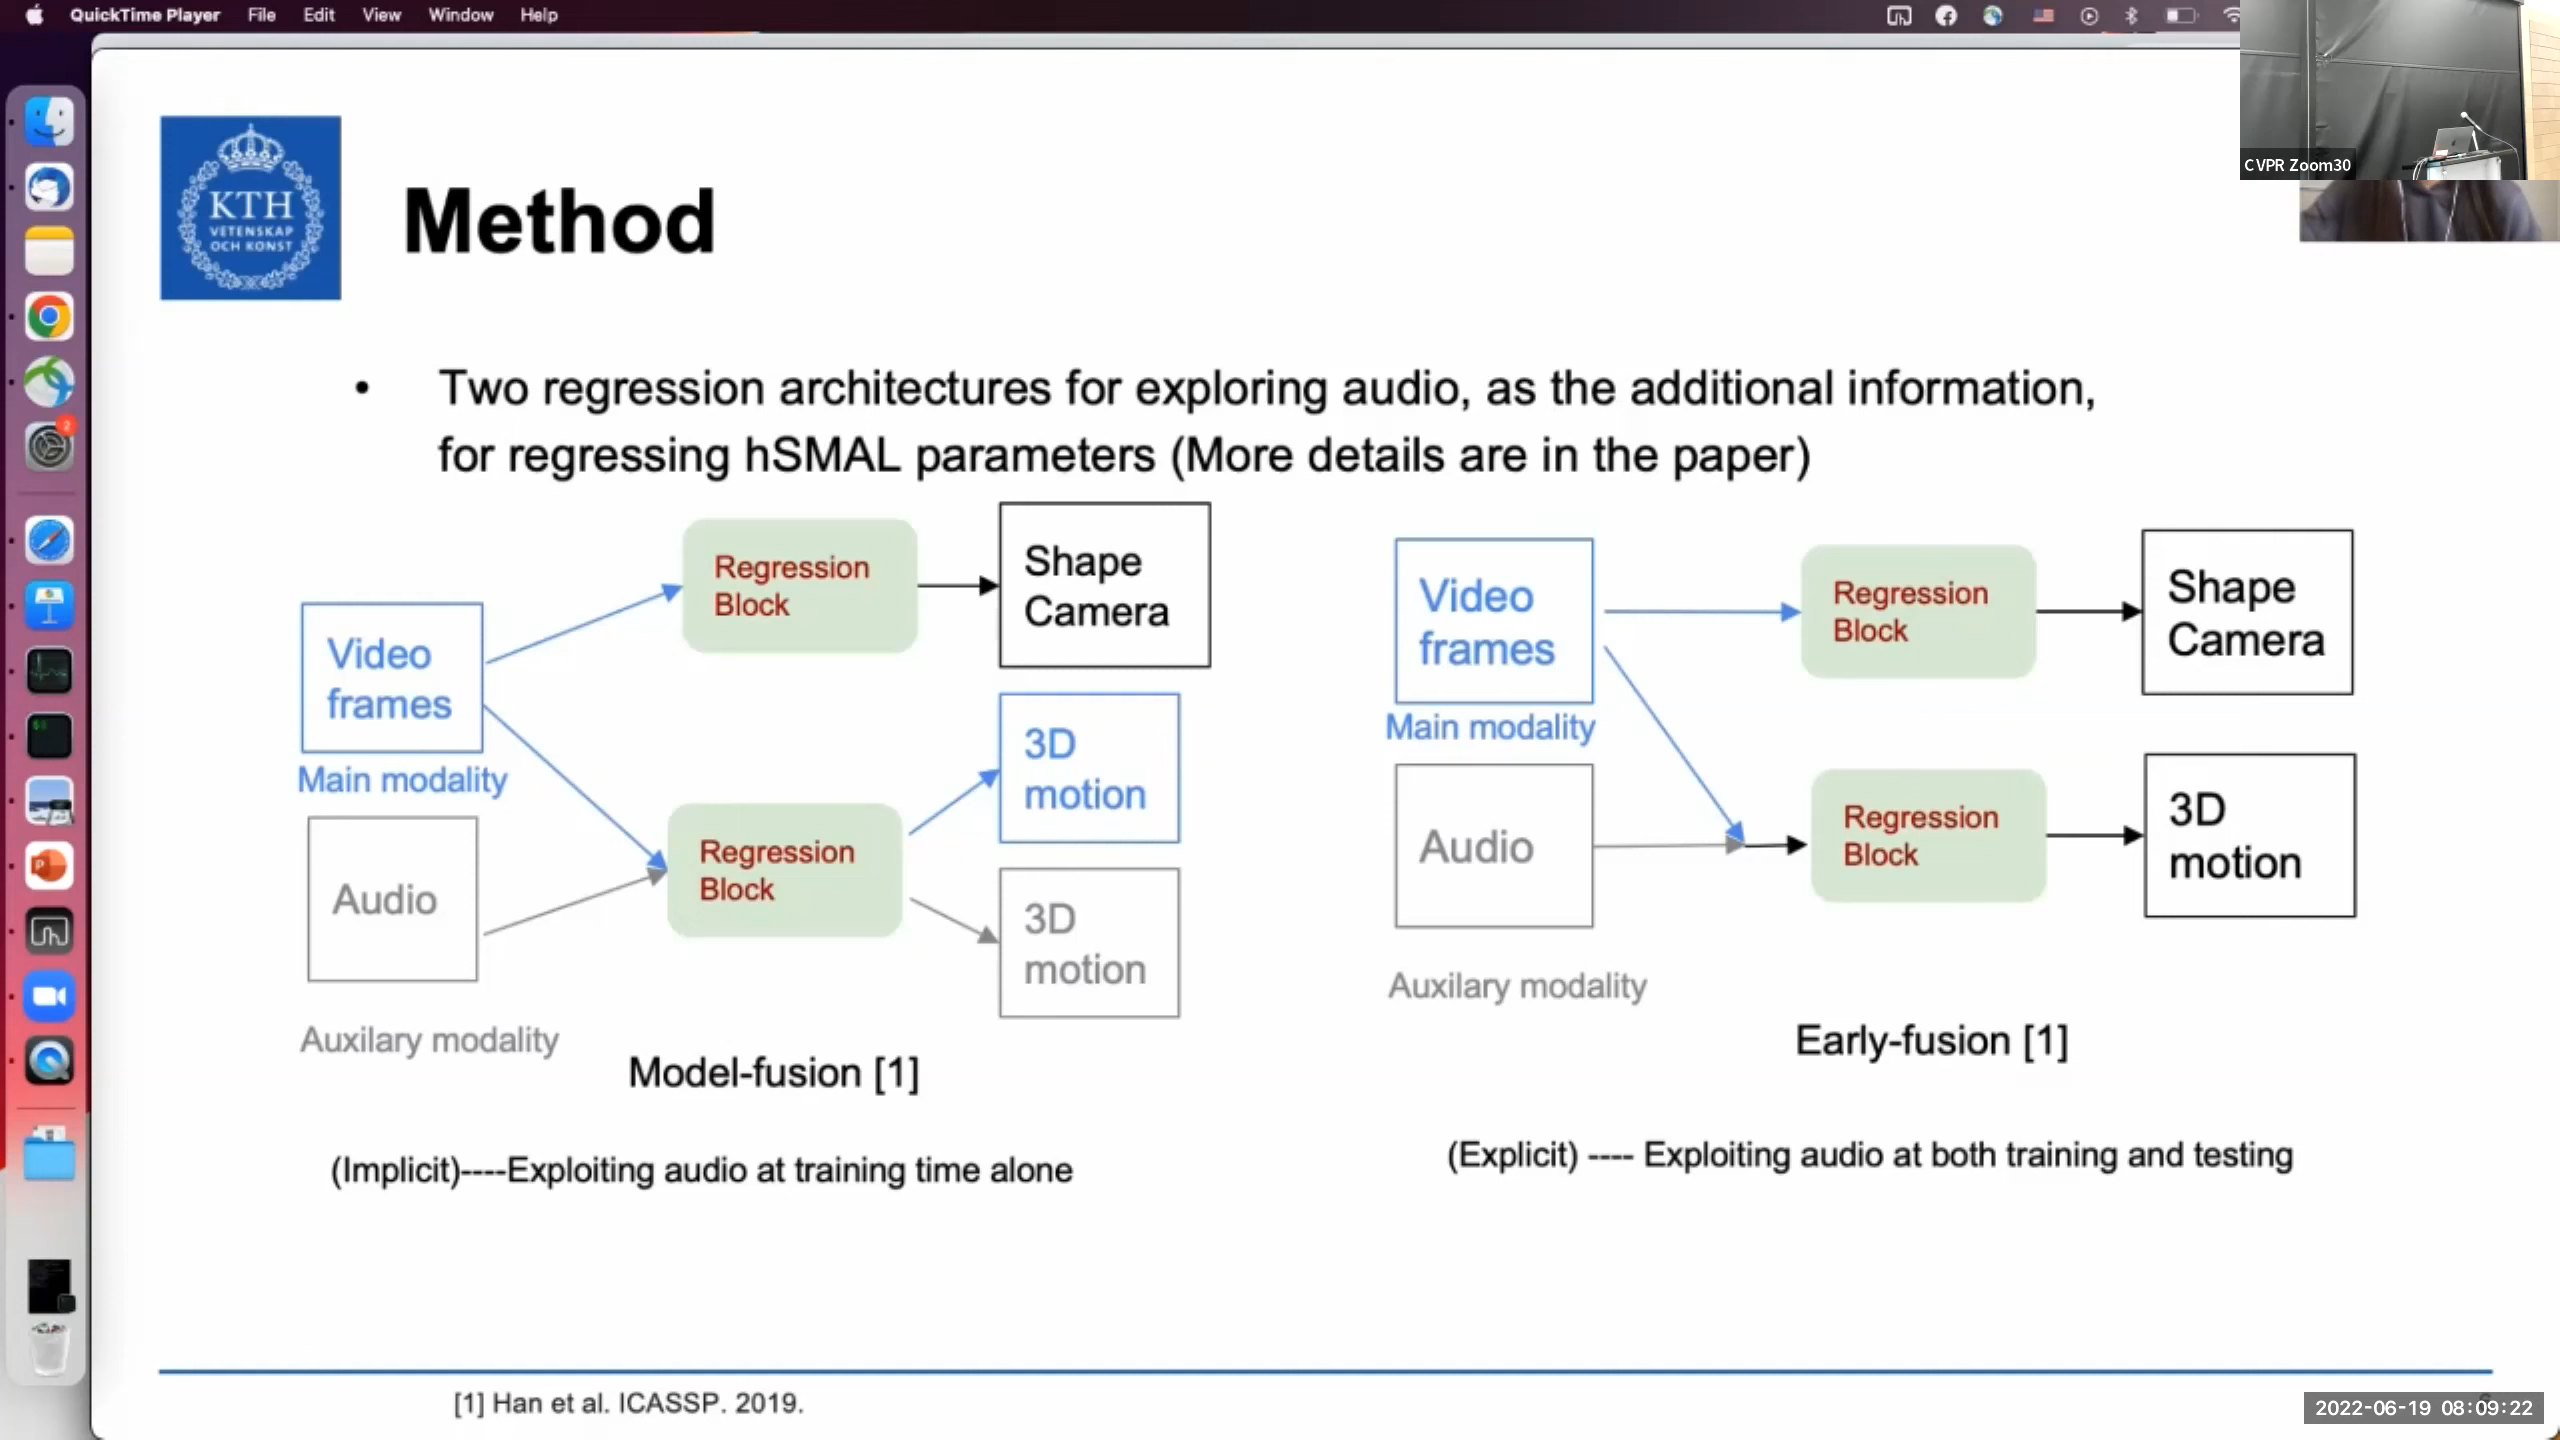 QuickTime Player File Edit View Window Help
CVPR Zoom30
KTH
VETENSKAP
OCH KONST
Method
• Two regression architectures for exploring audio, as the additional information,
for regressing hSMAL parameters (More details are in the paper)
Video
frames
Main modality
Audio
Auxilary modality
Regression
Block
Shape
Camera
Regression
Block
3D
motion
3D
motion
Model-fusion [1]
(Implicit)----Exploiting audio at training time alone
Video
frames
Main modality
Audio
Auxilary modality
Regression
Block
Shape
Camera
Regression
Block
3D
motion
Early-fusion [1]
(Explicit) ---- Exploiting audio at both training and testing
[1] Han et al. ICASSP. 2019.
2022-06-19 08:09:22
2